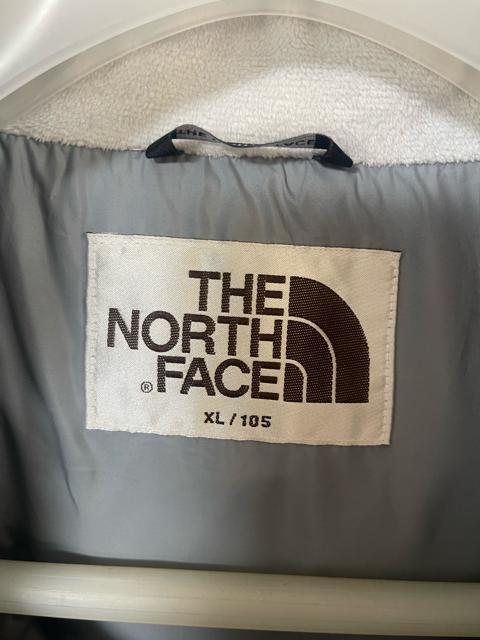 THE
NORTH
® FACE
XL / 105